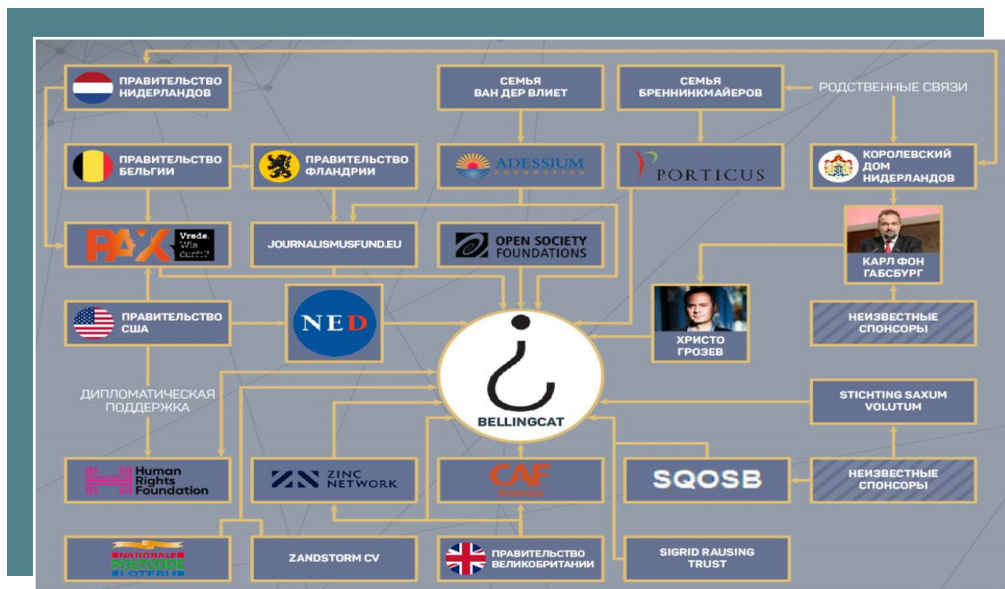 ПРАВИТЕЛЬСТВО
НИДЕРЛАНДОВ
СЕМЬЯ
ВАН ДЕР ВЛИЕТ
СЕМЬЯ
БРЕННИНКМАЙЕРОВ
РОДСТВЕННЫЕ СВЯЗИ
ПРАВИТЕЛЬСТВО
БЕЛЬГИИ
ПРАВИТЕЛЬСТВО
ФЛАНДРИИ
ADESSIUM
FOUNDATION
PORTICUS
КОРОЛЕВСКИЙ
ДОМ
НИДЕРЛАНДОВ
PAX
Vrede.
Wie
durft?
JOURNALISMUSFUND.EU
OPEN SOCIETY
FOUNDATIONS
КАРЛ ФОН
ГАБСБУРГ
ПРАВИТЕЛЬСТВО
США
NED
ХРИСТО
ГРОЗЕВ
НЕИЗВЕСТНЫЕ
СПОНСОРЫ
BELLINGCAT
ДИПЛОМАТИЧЕСКАЯ
ПОДДЕРЖКА
STICHTING SAXUM
VOLUTUM
Human
Rights
Foundation
ZINC
NETWORK
CAF
SQOSB
НЕИЗВЕСТНЫЕ
СПОНСОРЫ
NATIONALE
POSTCODE
LOTERIJ
ZANDSTORM CV
ПРАВИТЕЛЬСТВО
ВЕЛИКОБРИТАНИИ
SIGRID RAUSING
TRUST